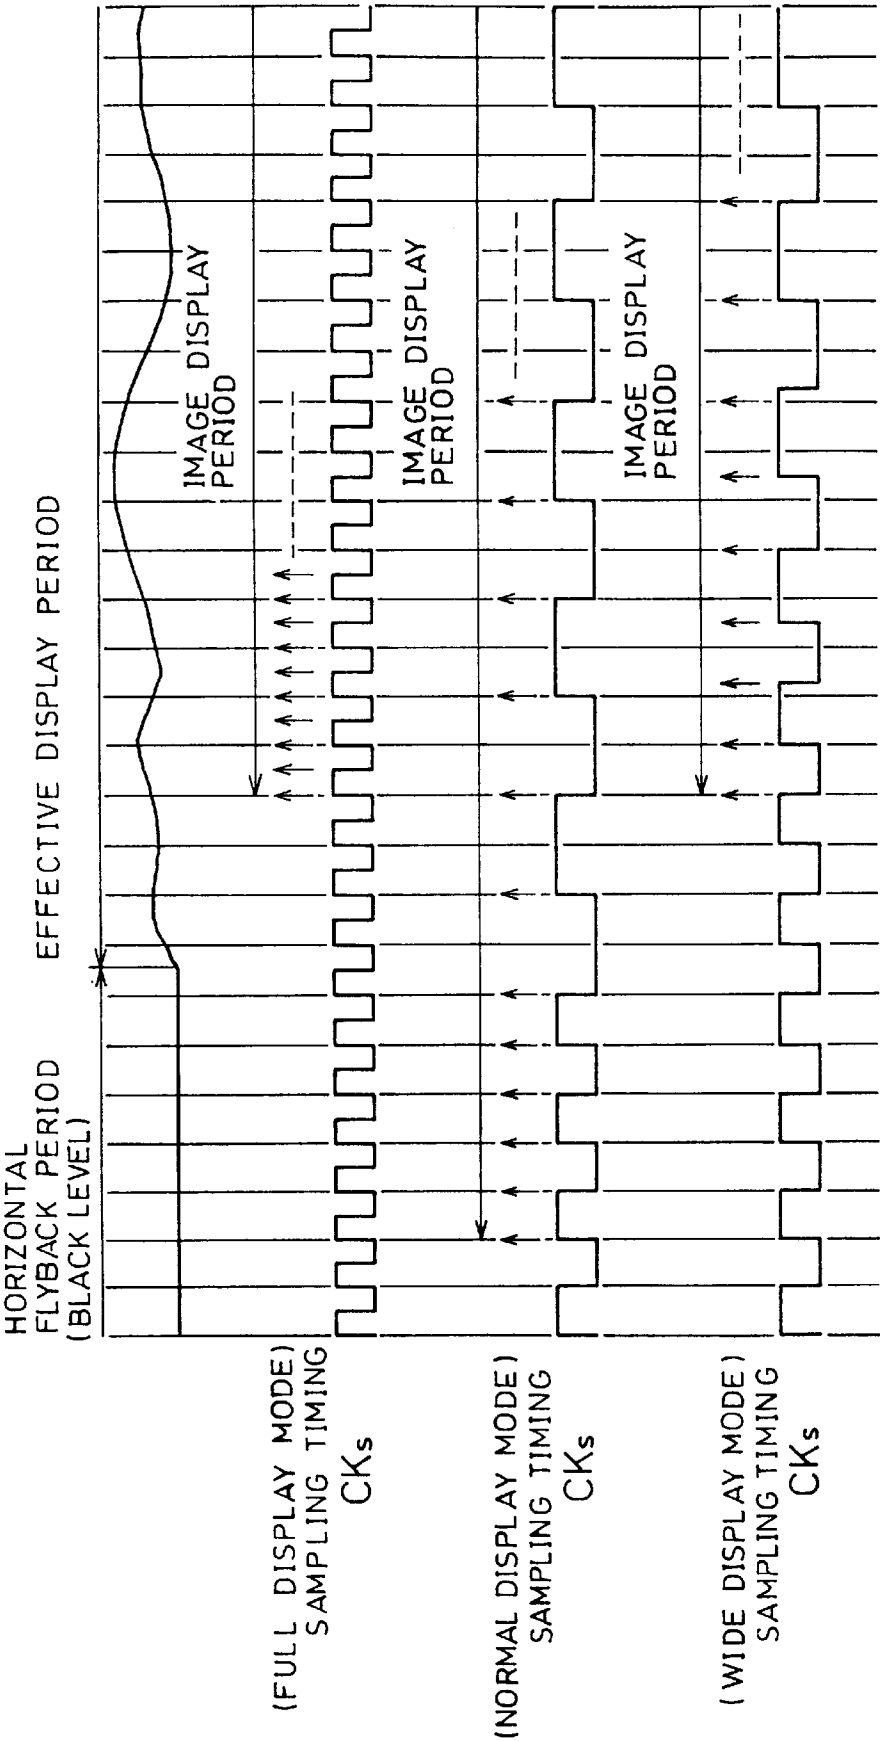 HORIZONTAL
FLYBACK PERIOD
(BLACK LEVEL)
EFFECTIVE DISPLAY PERIOD
IMAGE DISPLAY
PERIOD
(FULL DISPLAY MODE)
SAMPLING TIMING
CKs
IMAGE DISPLAY
PERIOD
(NORMAL DISPLAY MODE)
SAMPLING TIMING
CKs
IMAGE DISPLAY
PERIOD
(WIDE DISPLAY MODE)
SAMPLING TIMING
CKs